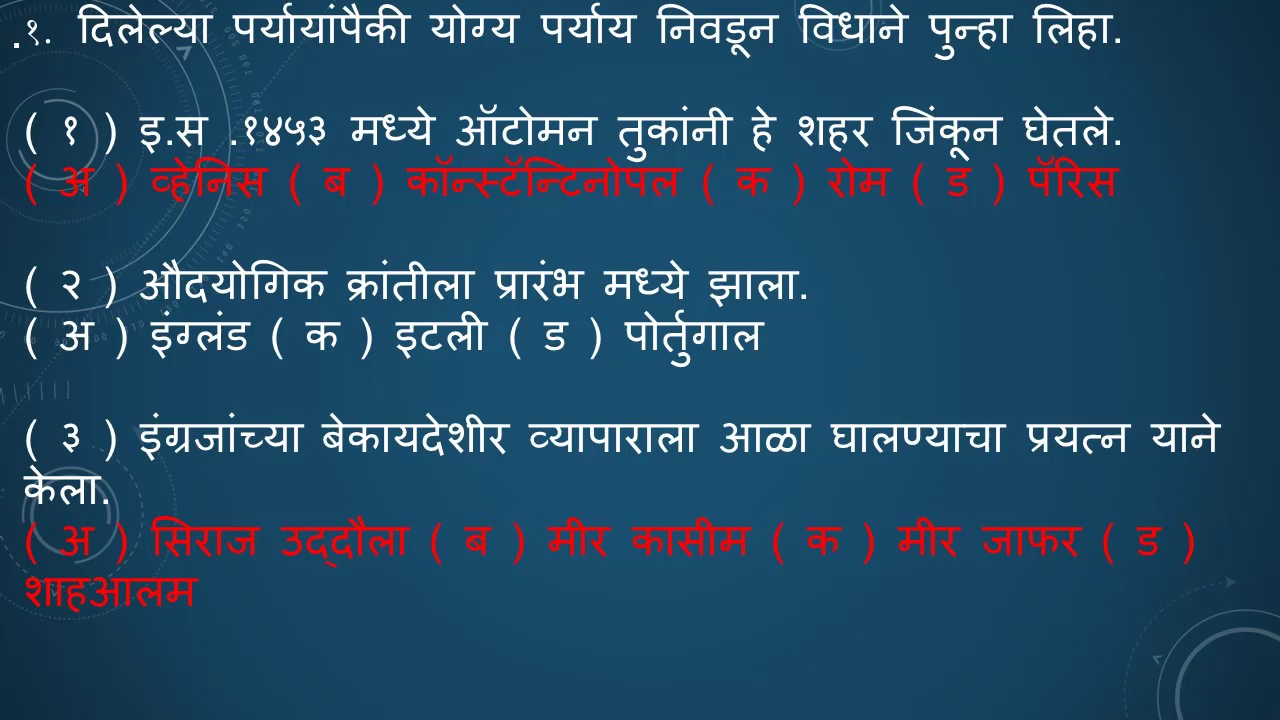 .१. दिलेल्या पर्यायांपैकी योग्य पर्याय निवडून विधाने पुन्हा लिहा.
( १ ) इ.स .१४५३ मध्ये ऑटोमन तुकांनी हे शहर जिंकून घेतले.
( अ ) व्हेनिस ( ब ) कॉन्स्टॅन्टिनोपल ( क ) रोम ( ड ) पॅरिस
( २ ) औदयोगिक क्रांतीला प्रारंभ मध्ये झाला.
( अ ) इंग्लंड ( क ) इटली ( ड ) पोर्तुगाल
( ३ ) इंग्रजांच्या बेकायदेशीर व्यापाराला आळा घालण्याचा प्रयत्न याने
केला.
( अ ) सिराज उद्दौला ( ब ) मीर कासीम ( क ) मीर जाफर ( ड )
शाहआलम